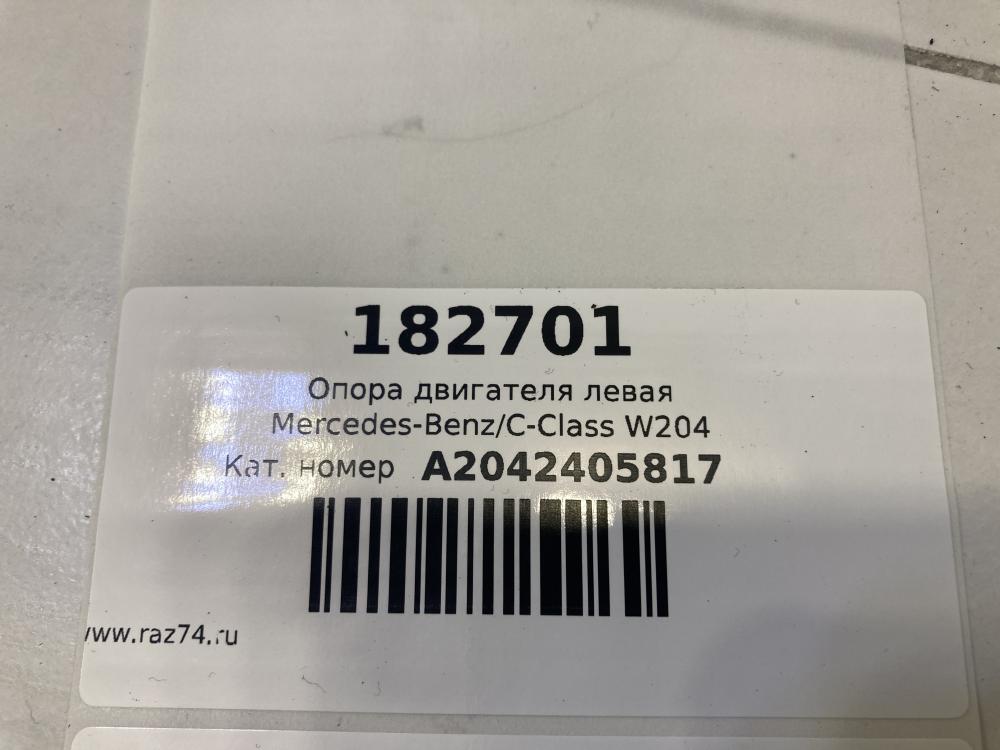 182701
Опора двигателя левая
Mercedes-Benz/C-Class W204
Кат. номер A2042405817
www.raz74.ru